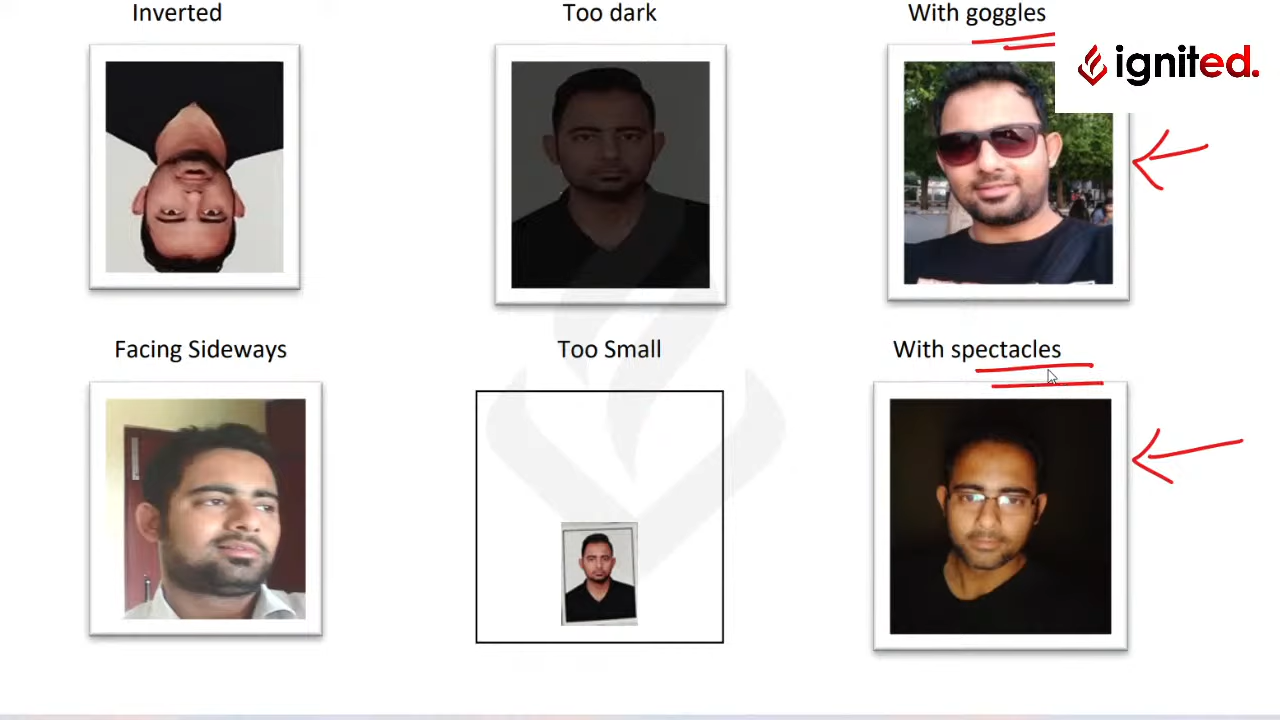 Inverted
Too dark
With goggles
ignited.
Facing Sideways
Too Small
With spectacles